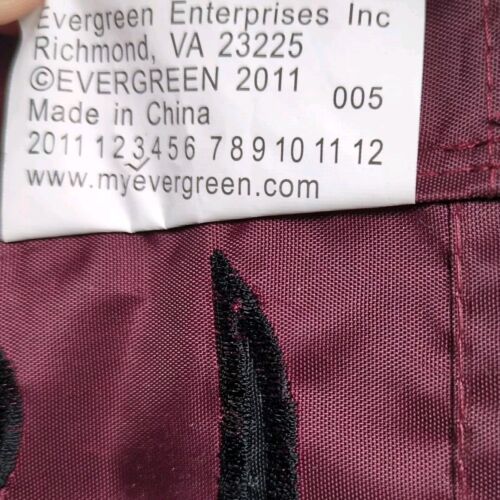 Evergreen Enterprises Inc
Richmond, VA 23225
©EVERGREEN 2011 005
Made in China
2011 1 2 3 4 5 6 7 8 9 10 11 12
www.myevergreen.com